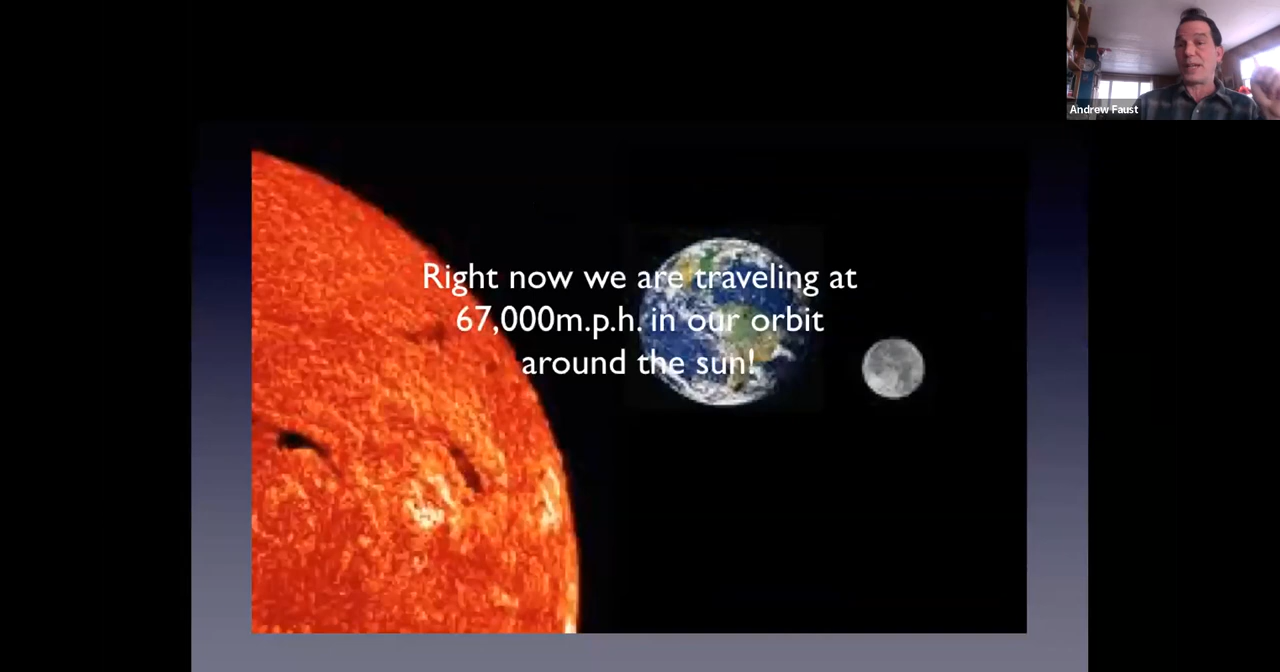 Andrew Faust
Right now we are traveling at
67,000m.p.h. in our orbit
around the sun!